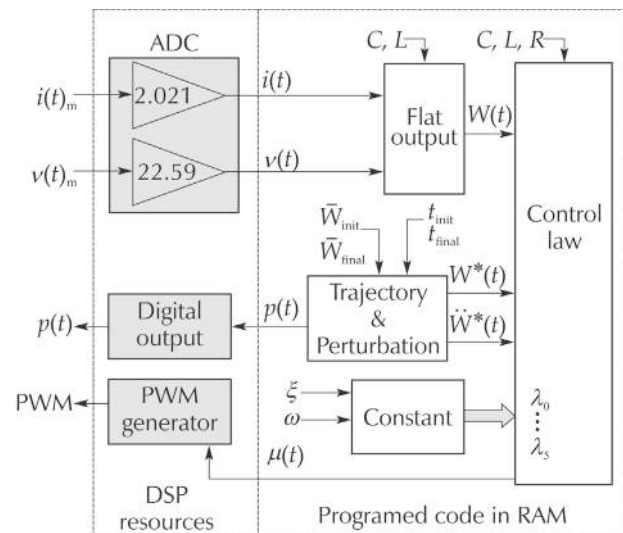 ADC
C, L
C, L, R
i(t)m
2.021
i(t)
Flat
output
W(t)
v(t)m
22.59
v(t)
Control
law
W̄init
W̄final
tinit
tfinal
Trajectory
&
Perturbation
W*(t)
Ẅ*(t)
p(t)
Digital
output
p(t)
PWM
PWM
generator
ξ
ω
Constant
λ0
⋮
λ5
μ(t)
DSP
resources
Programed code in RAM